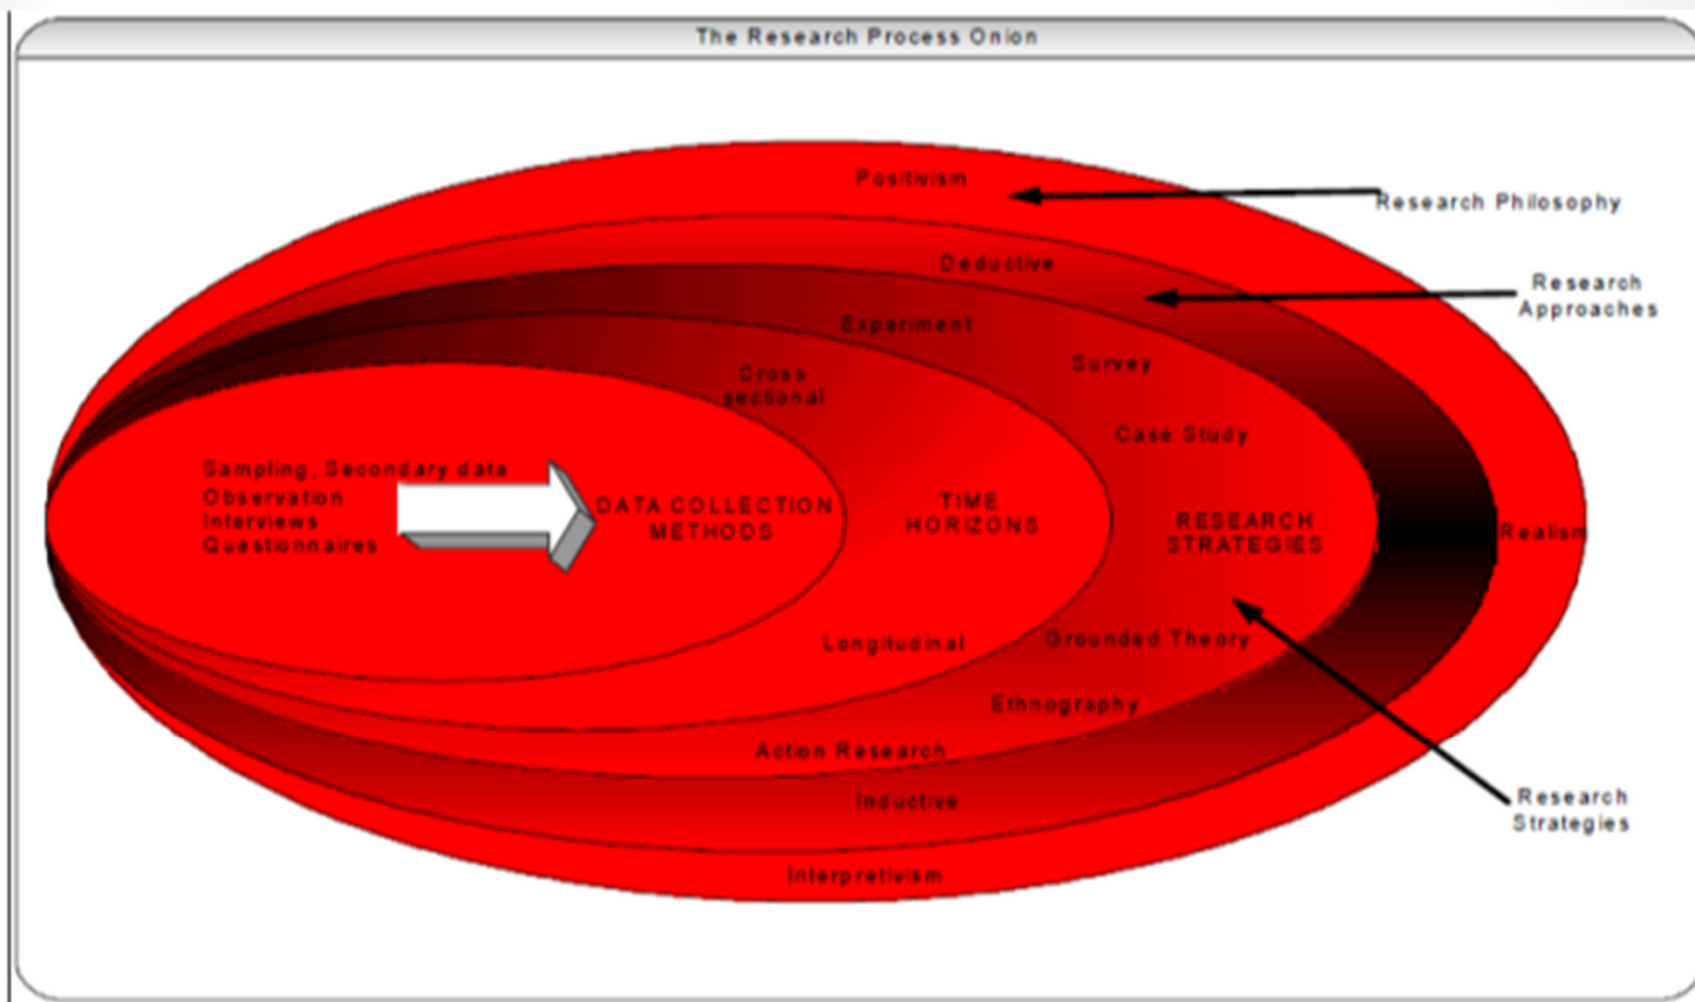 The Research Process Onion
Positivism
Research Philosophy
Deductive
Research
Approaches
Experiment
Survey
Cross
sectional
Case Study
Sampling, Secondary data
Observation
Interviews
Questionnaires
DATA COLLECTION
METHODS
TIME
HORIZONS
RESEARCH
STRATEGIES
Realism
Longitudinal
Grounded Theory
Ethnography
Action Research
Inductive
Research
Strategies
Interpretivism